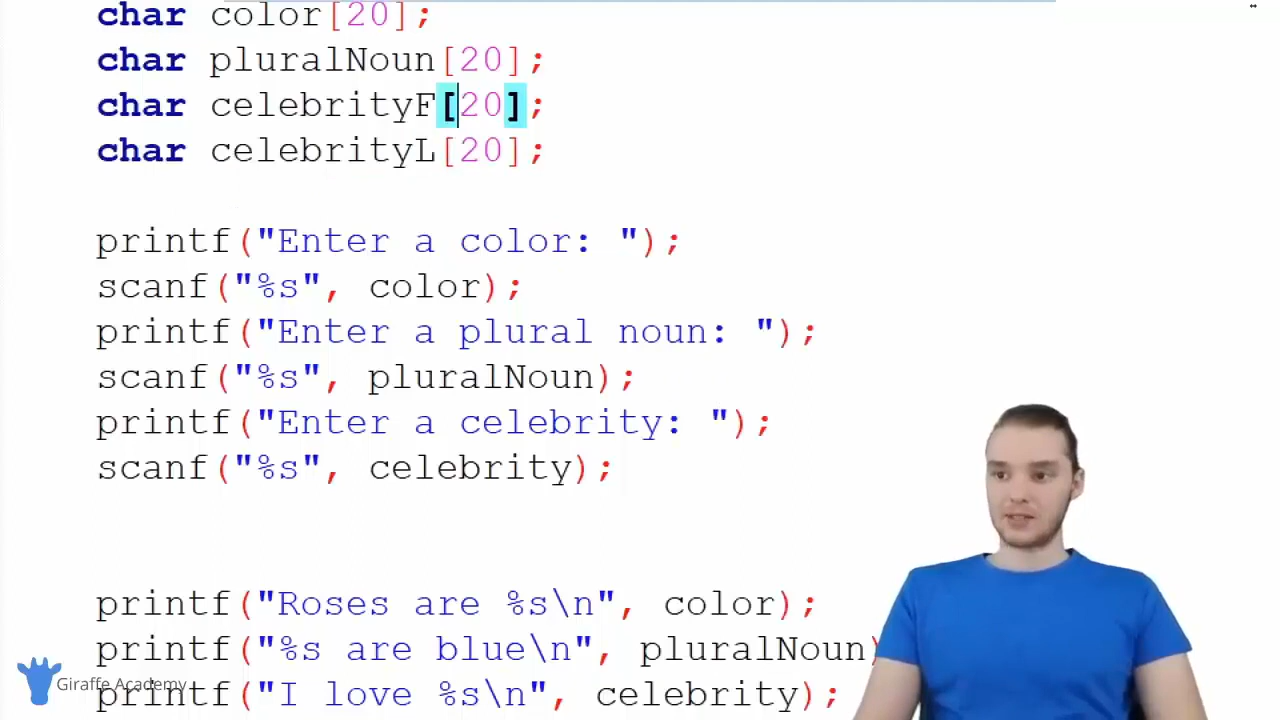 char color[20];
char pluralNoun[20];
char celebrityF[20];
char celebrityL[20];
printf("Enter a color: ");
scanf("%s", color);
printf("Enter a plural noun: ");
scanf("%s", pluralNoun);
printf("Enter a celebrity: ");
scanf("%s", celebrity);
printf("Roses are %s\n", color);
printf("%s are blue\n", pluralNoun)
printf("I love %s\n", celebrity);
Giraffe Academy